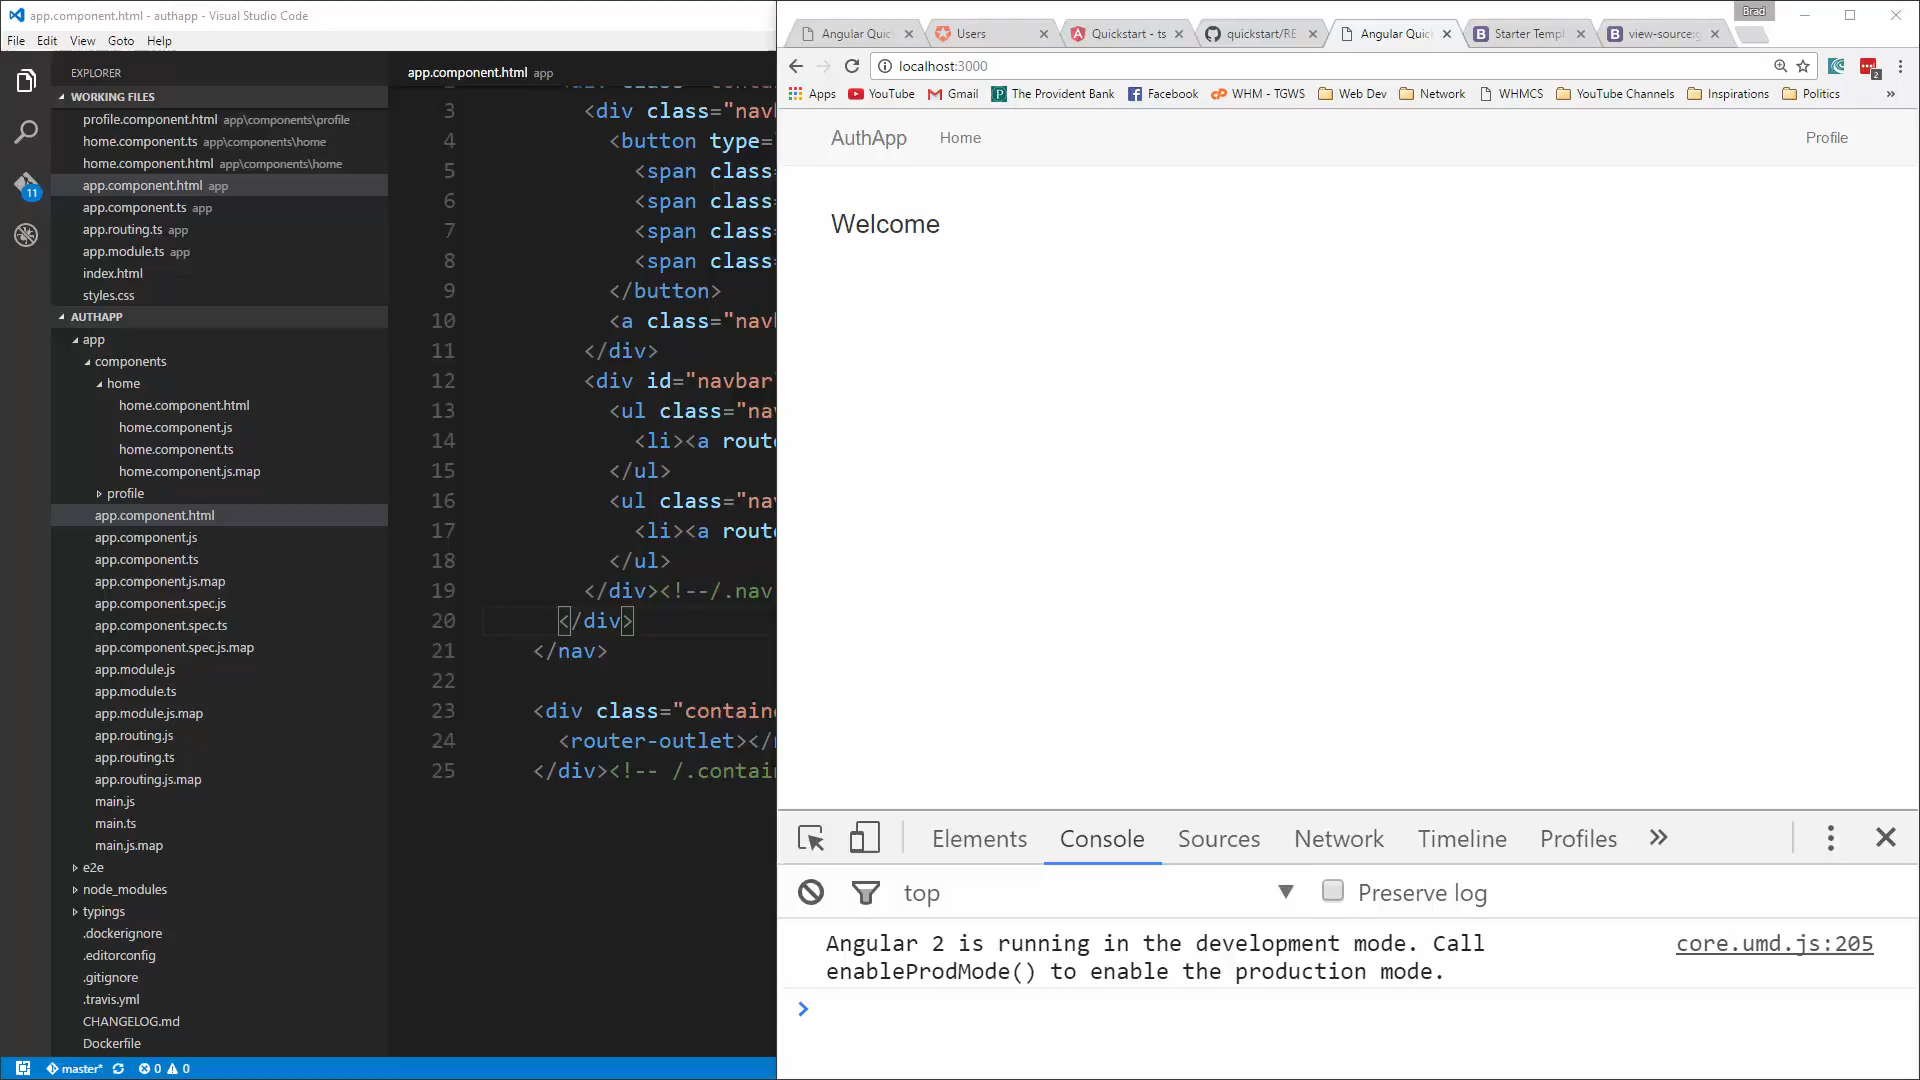 app.component.html - authapp - Visual Studio Code
File Edit View Goto Help
EXPLORER
WORKING FILES
profile.component.html app\components\profile
home.component.ts app\components\home
home.component.html app\components\home
app.component.html app
app.component.ts app
app.routing.ts app
app.module.ts app
index.html
styles.css
AUTHAPP
app
components
home
home.component.html
home.component.js
home.component.ts
home.component.js.map
profile
app.component.html
app.component.js
app.component.ts
app.component.js.map
app.component.spec.js
app.component.spec.ts
app.component.spec.js.map
app.module.js
app.module.ts
app.module.js.map
app.routing.js
app.routing.ts
app.routing.js.map
main.js
main.ts
main.js.map
e2e
node_modules
typings
.dockerignore
.editorconfig
.gitignore
.travis.yml
CHANGELOG.md
Dockerfile
11
master* 0 0
app.component.html app
3 <div class="nav
4 <button type=
5 <span class
6 <span class
7 <span class
8 <span class
9 </button>
10 <a class="nav
11 </div>
12 <div id="navbar
13 <ul class="na
14 <li><a route
15 </ul>
16 <ul class="na
17 <li><a route
18 </ul>
19 </div><!--/.nav
20 </div>
21 </nav>
22
23 <div class="containe
24 <router-outlet></
25 </div><!-- /.contai
Brad
Angular Quic Users Quickstart - ts quickstart/RE Angular Quic Starter Templ view-source:
localhost:3000
2
Apps YouTube Gmail The Provident Bank Facebook WHM - TGWS Web Dev Network WHMCS YouTube Channels Inspirations Politics »
AuthApp Home Profile
Welcome
Elements Console Sources Network Timeline Profiles »
top Preserve log
Angular 2 is running in the development mode. Call core.umd.js:205
enableProdMode() to enable the production mode.
>